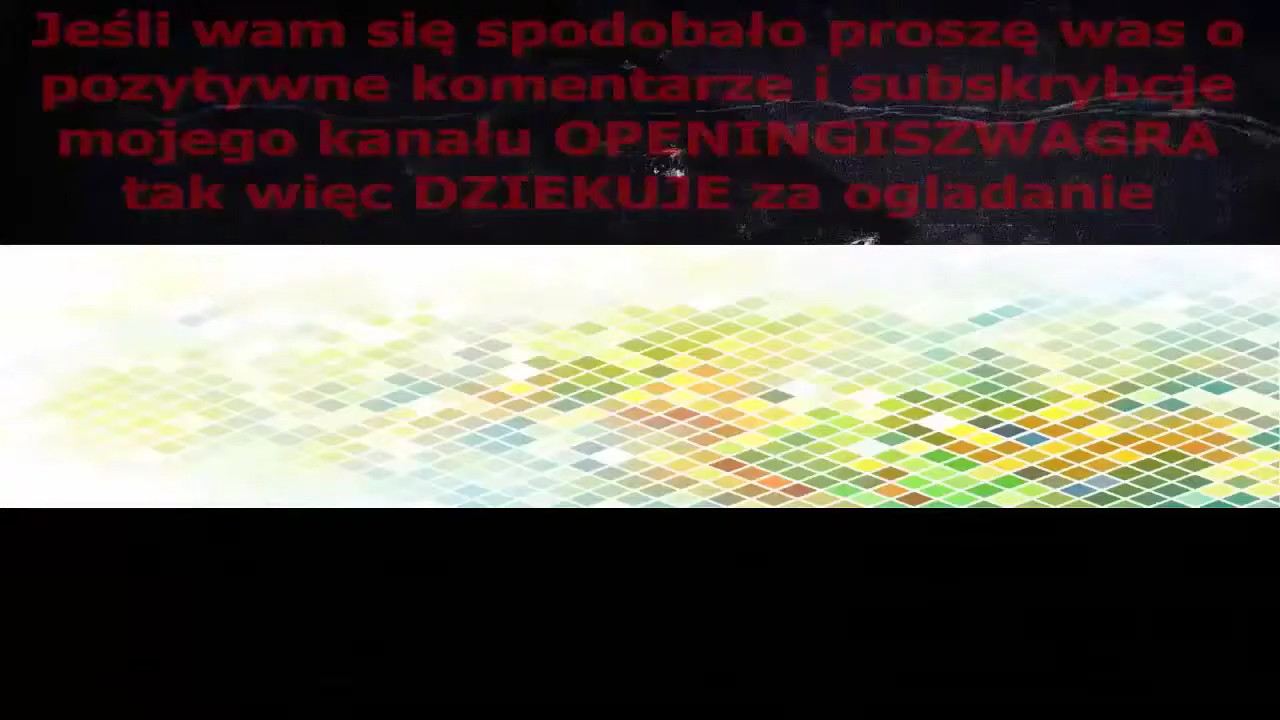 Jeśli wam się spodobało proszę was o
pozytywne komentarze i subskrybcje
mojego kanału OPENINGISZWAGRA
tak więc DZIEKUJE za ogladanie